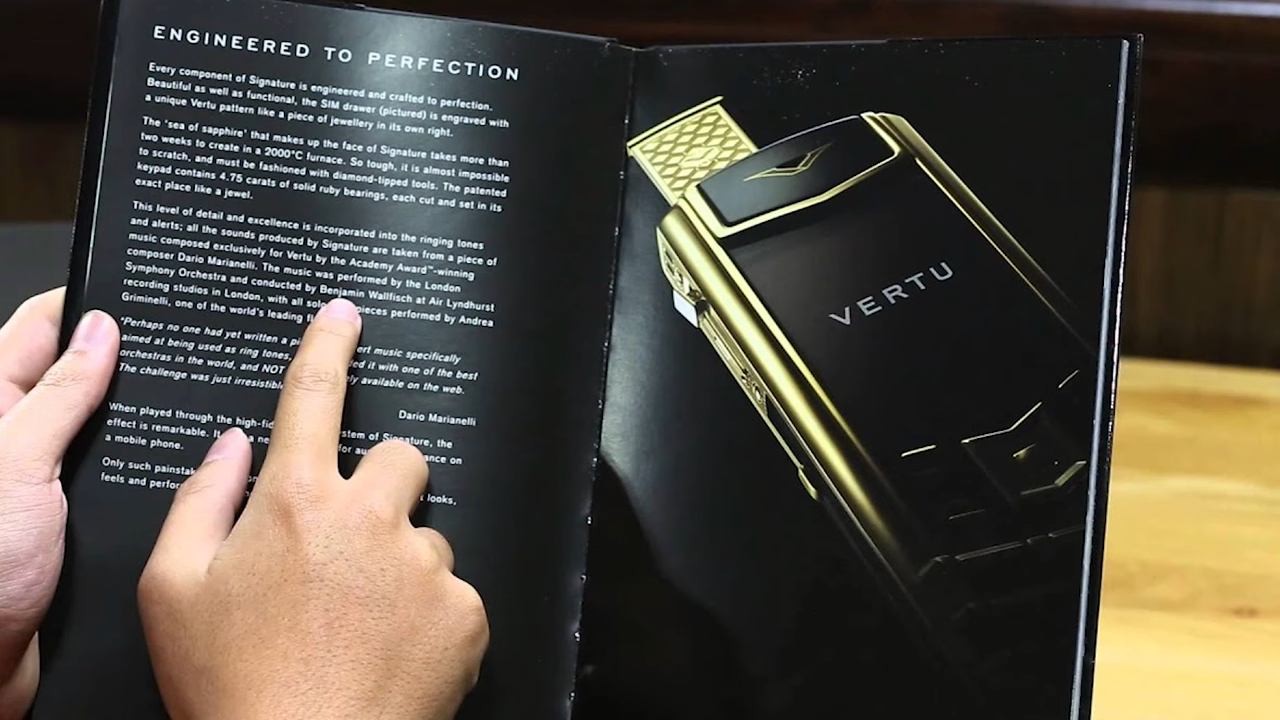 ENGINEERED TO PERFECTION
Every component of Signature is engineered and crafted to perfection.
Beautiful as well as functional, the SIM drawer (pictured) is engraved with
a unique Vertu pattern like a piece of jewellery in its own right.
The 'sea of sapphire' that makes up the face of Signature takes more than
two weeks to create in a 2000°C furnace. So tough, it is almost impossible
to scratch, and must be fashioned with diamond-tipped tools. The patented
keypad contains 4.75 carats of solid ruby bearings, each cut and set in its
exact place like a jewel.
This level of detail and excellence is incorporated into the ringing tones
and alerts; all the sounds produced by Signature are taken from a piece of
music composed exclusively for Vertu by the Academy Award™-winning
composer Dario Marianelli. The music was performed by the London
Symphony Orchestra and conducted by Benjamin Wallfisch at Air Lyndhurst
recording studios in London, with all solo pieces performed by Andrea
Griminelli, one of the world's leading
"Perhaps no one had yet written a music specifically
aimed at being used as ring tones, it with one of the best
orchestras in the world, and NOT available on the web.
The challenge was just irresistible
Dario Marianelli
When played through the of Signature, the
effect is remarkable. a for on
a mobile phone.
Only such looks,
feels and
VERTU